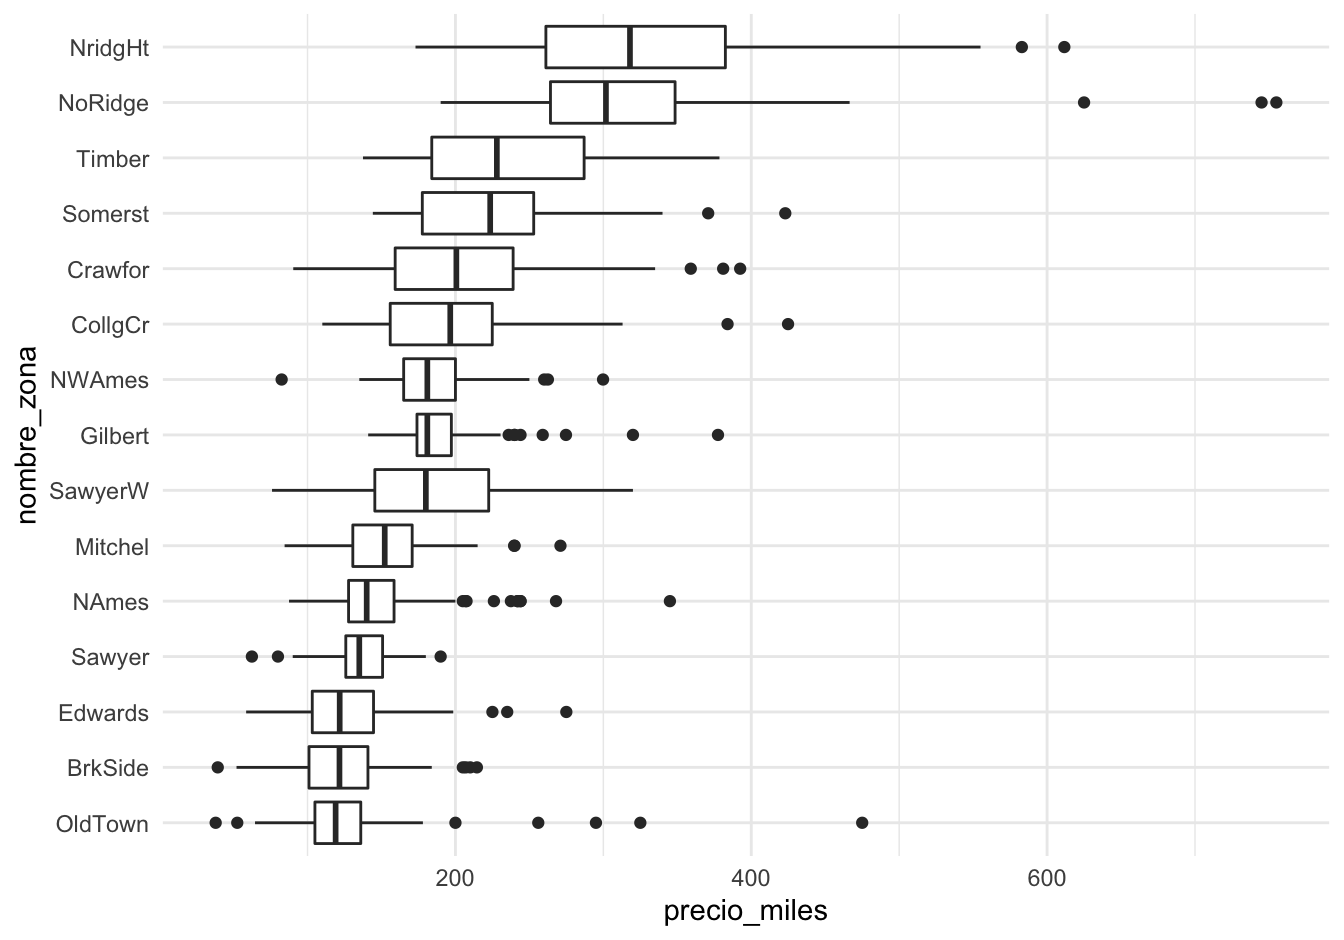 NridgHt
NoRidge
Timber
Somerst
Crawfor
CollgCr
NWAmes
Gilbert
SawyerW
Mitchel
NAmes
Sawyer
Edwards
BrkSide
OldTown
nombre_zona
200 400 600
precio_miles